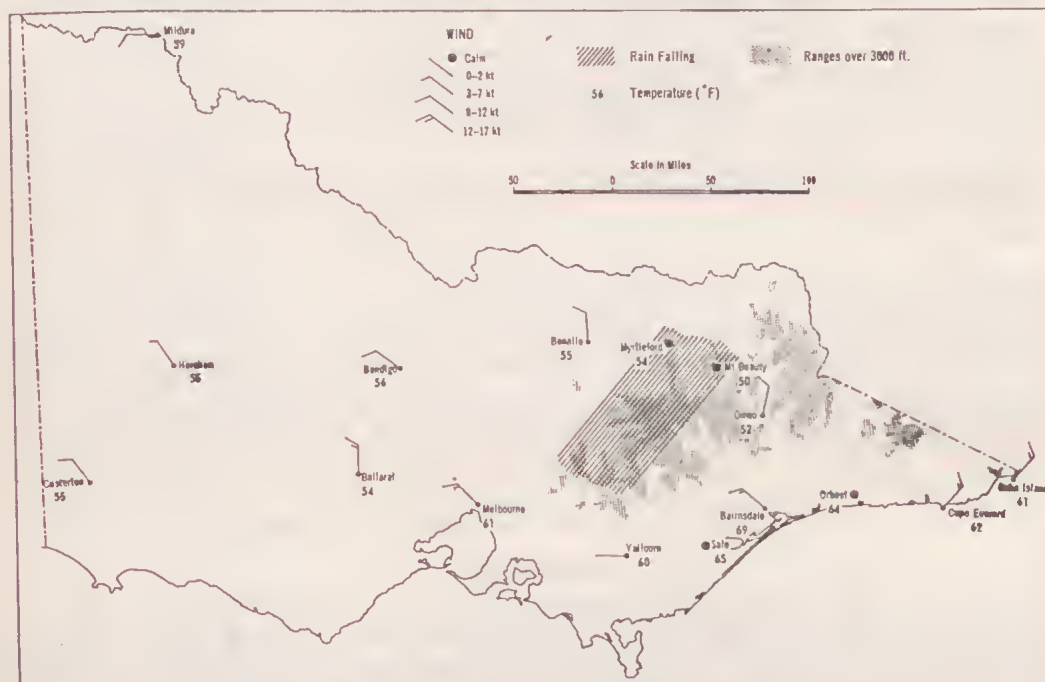 Mildura
59
WIND
Calm
0-2 kt
3-7 kt
8-12 kt
12-17 kt
Rain Falling
Ranges over 3000 ft.
56 Temperature (°F)
Scale in Miles
50 0 50 100
Horsham
Bendigo
56
Benalla
55
Myrtleford
54
Mt Beauty
50
Omeo
52
Casterton
55
Ballarat
54
Melbourne
61
Bairnsdale
69
Orbost
64
Cape Everard
62
Gabo Island
61
Yallourn
60
Sale
65